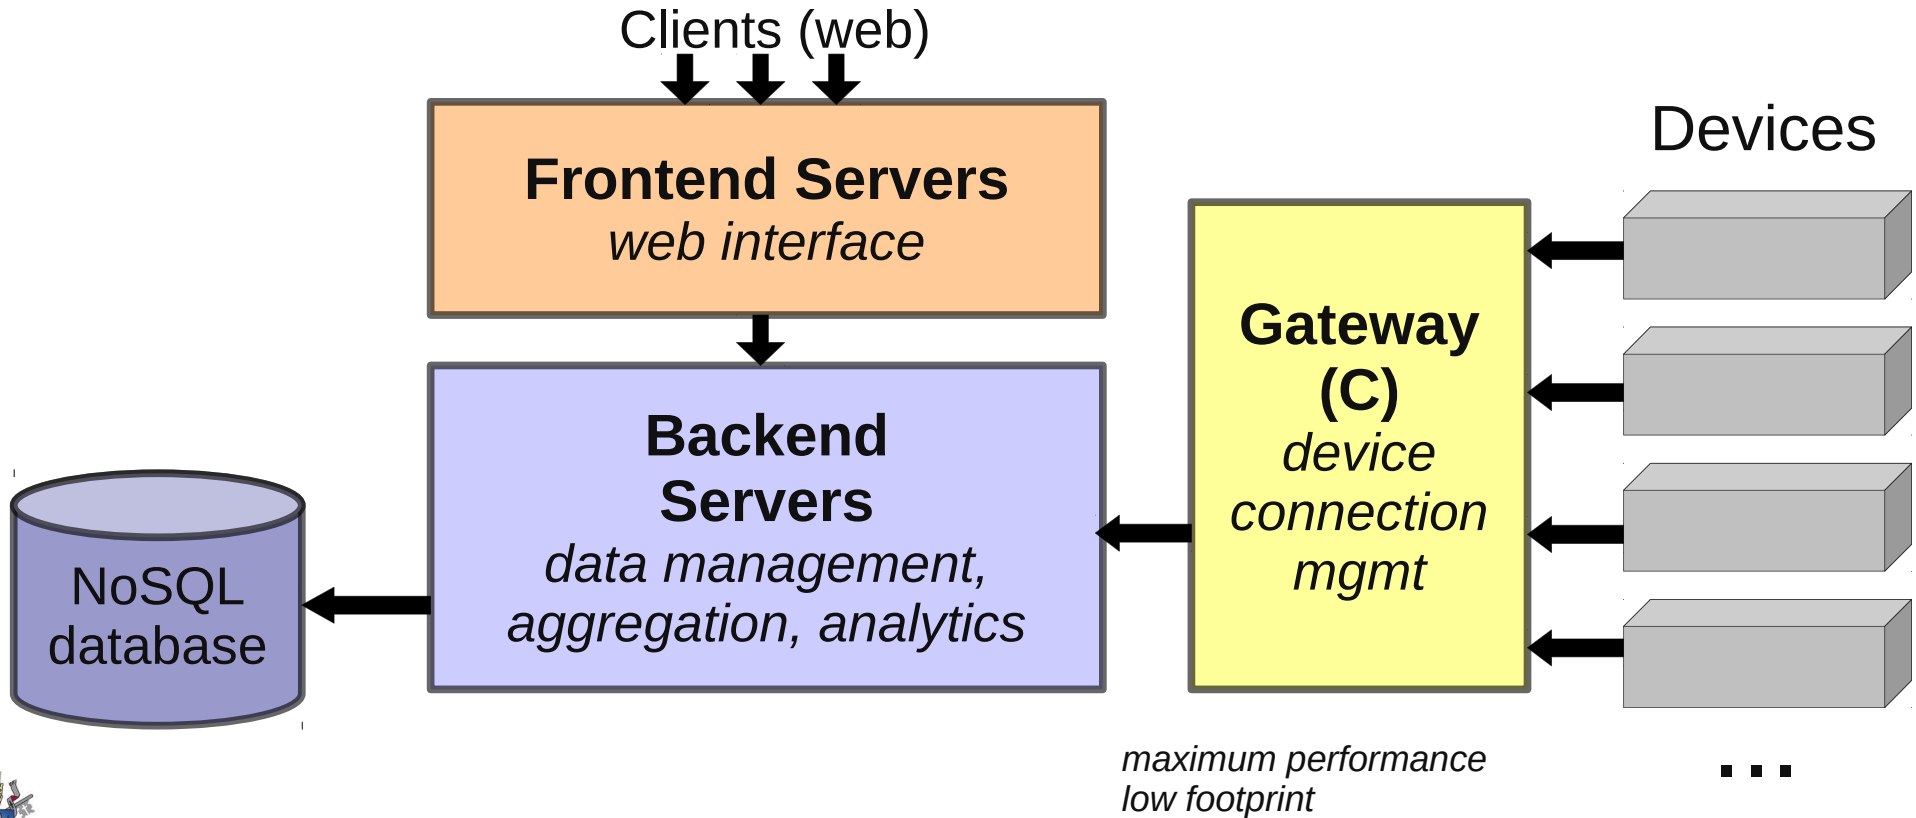 Clients (web)
Frontend Servers
web interface
Devices
Gateway
(C)
device
connection
mgmt
Backend
Servers
data management,
aggregation, analytics
NoSQL
database
maximum performance
low footprint
...